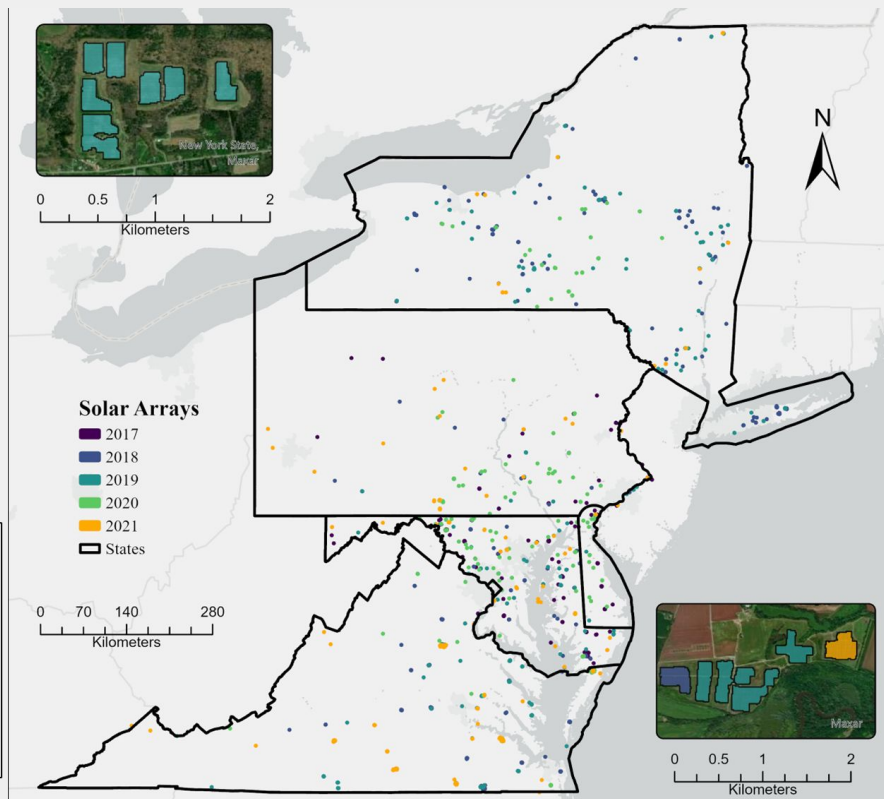 New York State,
Maxar
0 0.5 1 2
Kilometers
N
Solar Arrays
2017
2018
2019
2020
2021
States
0 70 140 280
Kilometers
Maxar
0 0.5 1 2
Kilometers